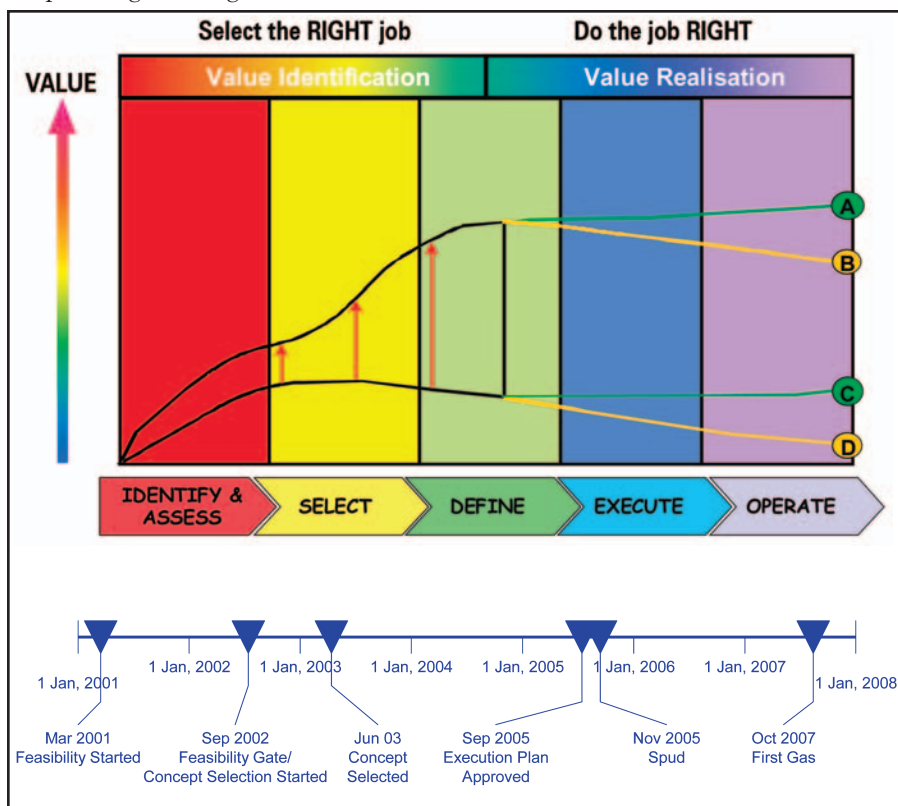 Select the RIGHT job
Do the job RIGHT
VALUE
Value Identification
Value Realisation
A
B
C
D
IDENTIFY &
ASSESS
SELECT
DEFINE
EXECUTE
OPERATE
1 Jan, 2001
1 Jan, 2002
1 Jan, 2003
1 Jan, 2004
1 Jan, 2005
1 Jan, 2006
1 Jan, 2007
1 Jan, 2008
Mar 2001
Feasibility Started
Sep 2002
Feasibility Gate/
Concept Selection Started
Jun 03
Concept
Selected
Sep 2005
Execution Plan
Approved
Nov 2005
Spud
Oct 2007
First Gas